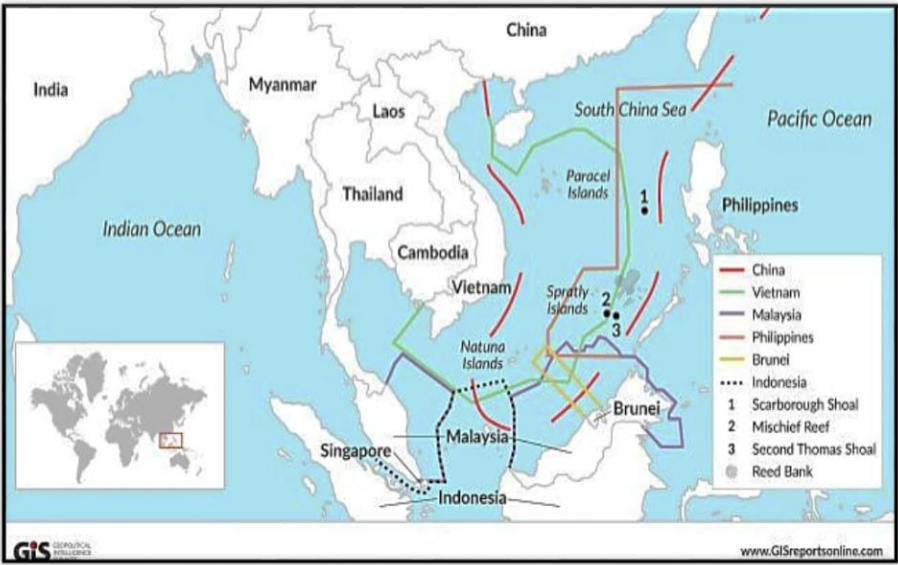 China
India
Myanmar
Laos
South China Sea
Pacific Ocean
Thailand
Paracel
Islands
1
Philippines
Indian Ocean
Cambodia
Vietnam
Spratly
Islands
2
3
Natuna
Islands
Brunei
Malaysia
Singapore
Indonesia
China
Vietnam
Malaysia
Philippines
Brunei
Indonesia
1 Scarborough Shoal
2 Mischief Reef
3 Second Thomas Shoal
Reed Bank
GIS
GEOPOLITICAL
INTELLIGENCE
www.GISreportsonline.com